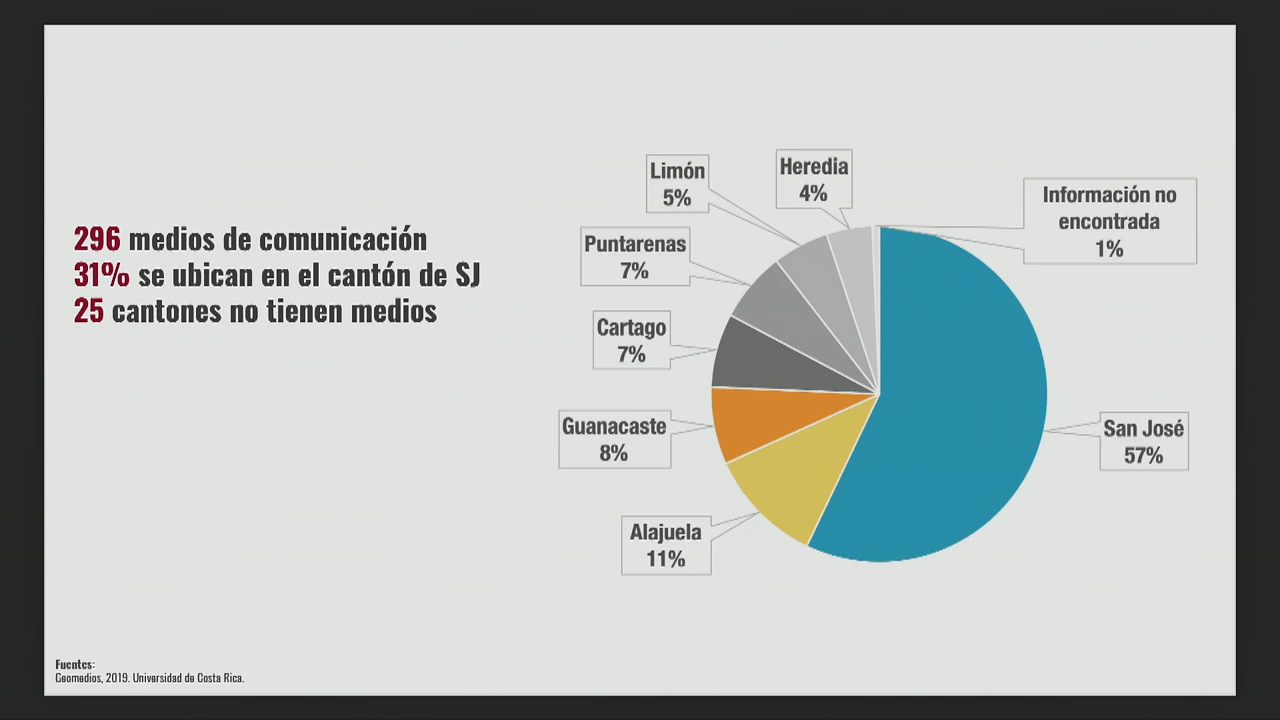 296 medios de comunicación
31% se ubican en el cantón de SJ
25 cantones no tienen medios
Limón
5%
Heredia
4%
Información no
encontrada
1%
Puntarenas
7%
Cartago
7%
Guanacaste
8%
San José
57%
Alajuela
11%
Fuentes:
Geomedios, 2019. Universidad de Costa Rica.